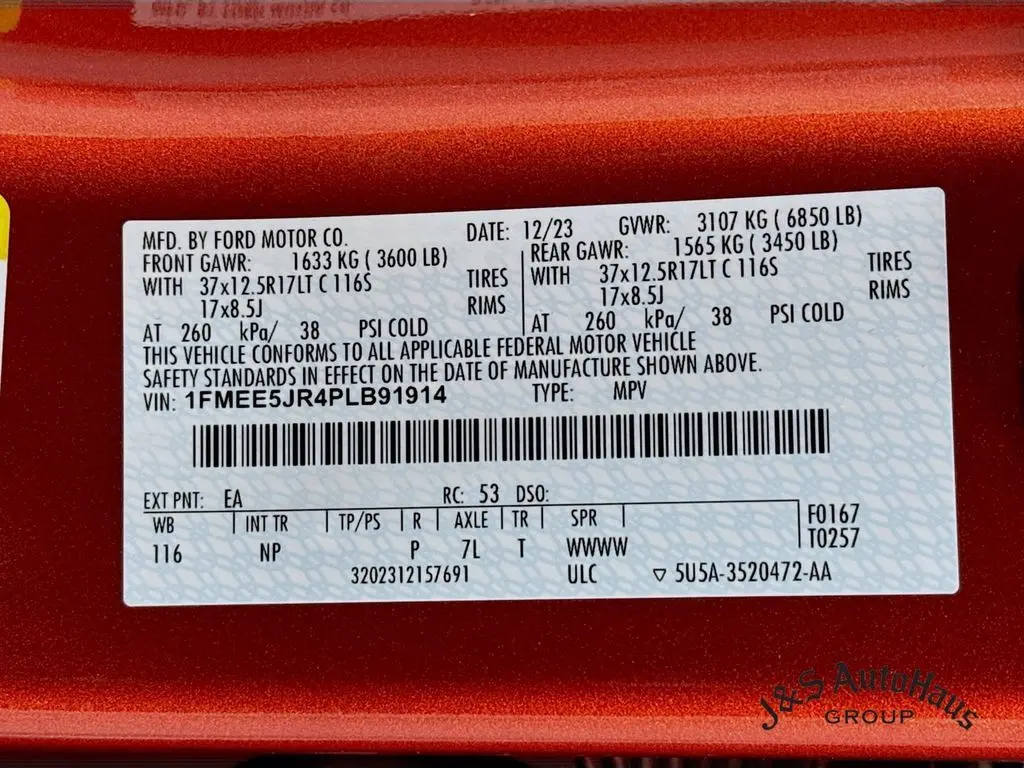 MFD. BY FORD MOTOR CO. DATE: 12/23 GVWR: 3107 KG ( 6850 LB)
FRONT GAWR: 1633 KG ( 3600 LB) REAR GAWR: 1565 KG ( 3450 LB)
WITH 37x12.5R17LT C 116S TIRES WITH 37x12.5R17LT C 116S TIRES
17x8.5J RIMS 17x8.5J RIMS
AT 260 kPa/ 38 PSI COLD AT 260 kPa/ 38 PSI COLD
THIS VEHICLE CONFORMS TO ALL APPLICABLE FEDERAL MOTOR VEHICLE
SAFETY STANDARDS IN EFFECT ON THE DATE OF MANUFACTURE SHOWN ABOVE.
VIN: 1FMEE5JR4PLB91914 TYPE: MPV
EXT PNT: EA RC: 53 DSO:
WB INT TR TP/PS R AXLE TR SPR F0167
116 NP P 7L T WWWW T0257
3202312157691 ULC ▽ 5U5A-3520472-AA
J&S AutoHaus
GROUP